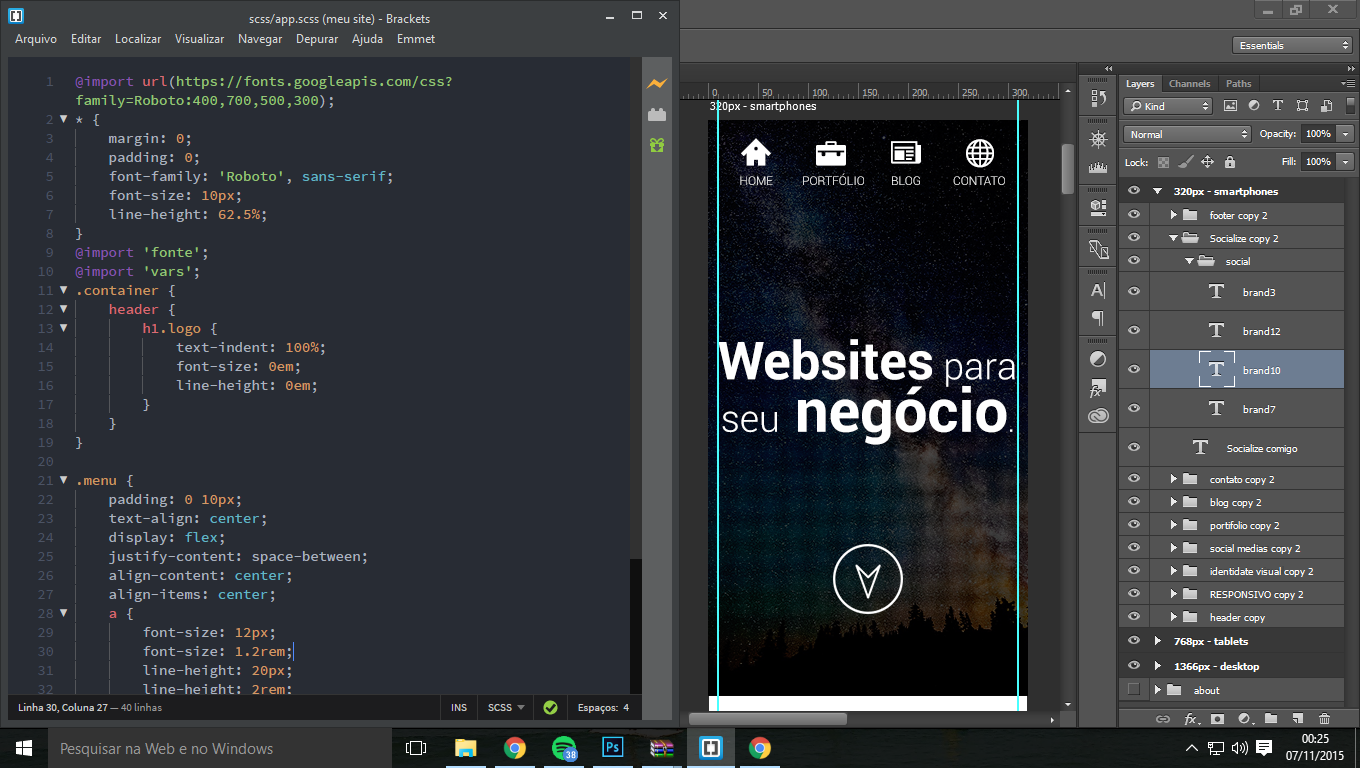 scss/app.scss (meu site) - Brackets
Arquivo Editar Localizar Visualizar Navegar Depurar Ajuda Emmet
1 @import url(https://fonts.googleapis.com/css?
family=Roboto:400,700,500,300);
2 * {
3 margin: 0;
4 padding: 0;
5 font-family: 'Roboto', sans-serif;
6 font-size: 10px;
7 line-height: 62.5%;
8 }
9 @import 'fonte';
10 @import 'vars';
11 .container {
12 header {
13 h1.logo {
14 text-indent: 100%;
15 font-size: 0em;
16 line-height: 0em;
17 }
18 }
19 }
20
21 .menu {
22 padding: 0 10px;
23 text-align: center;
24 display: flex;
25 justify-content: space-between;
26 align-content: center;
27 align-items: center;
28 a {
29 font-size: 12px;
30 font-size: 1.2rem;
31 line-height: 20px;
32 line-height: 2rem;
Linha 30, Coluna 27 — 40 linhas
INS SCSS Espaços: 4
Essentials
0 50 100 150 200 250 300
320px - smartphones
HOME PORTFÓLIO BLOG CONTATO
Websites para
seu negócio.
Layers Channels Paths
Kind
Normal Opacity: 100%
Lock: Fill: 100%
320px - smartphones
footer copy 2
Socialize copy 2
social
T brand3
T brand12
T brand10
T brand7
T Socialize comigo
contato copy 2
blog copy 2
portifolio copy 2
social medias copy 2
identidate visual copy 2
RESPONSIVO copy 2
header copy
768px - tablets
1366px - desktop
about
Pesquisar na Web e no Windows
38
Ps
00:25
07/11/2015